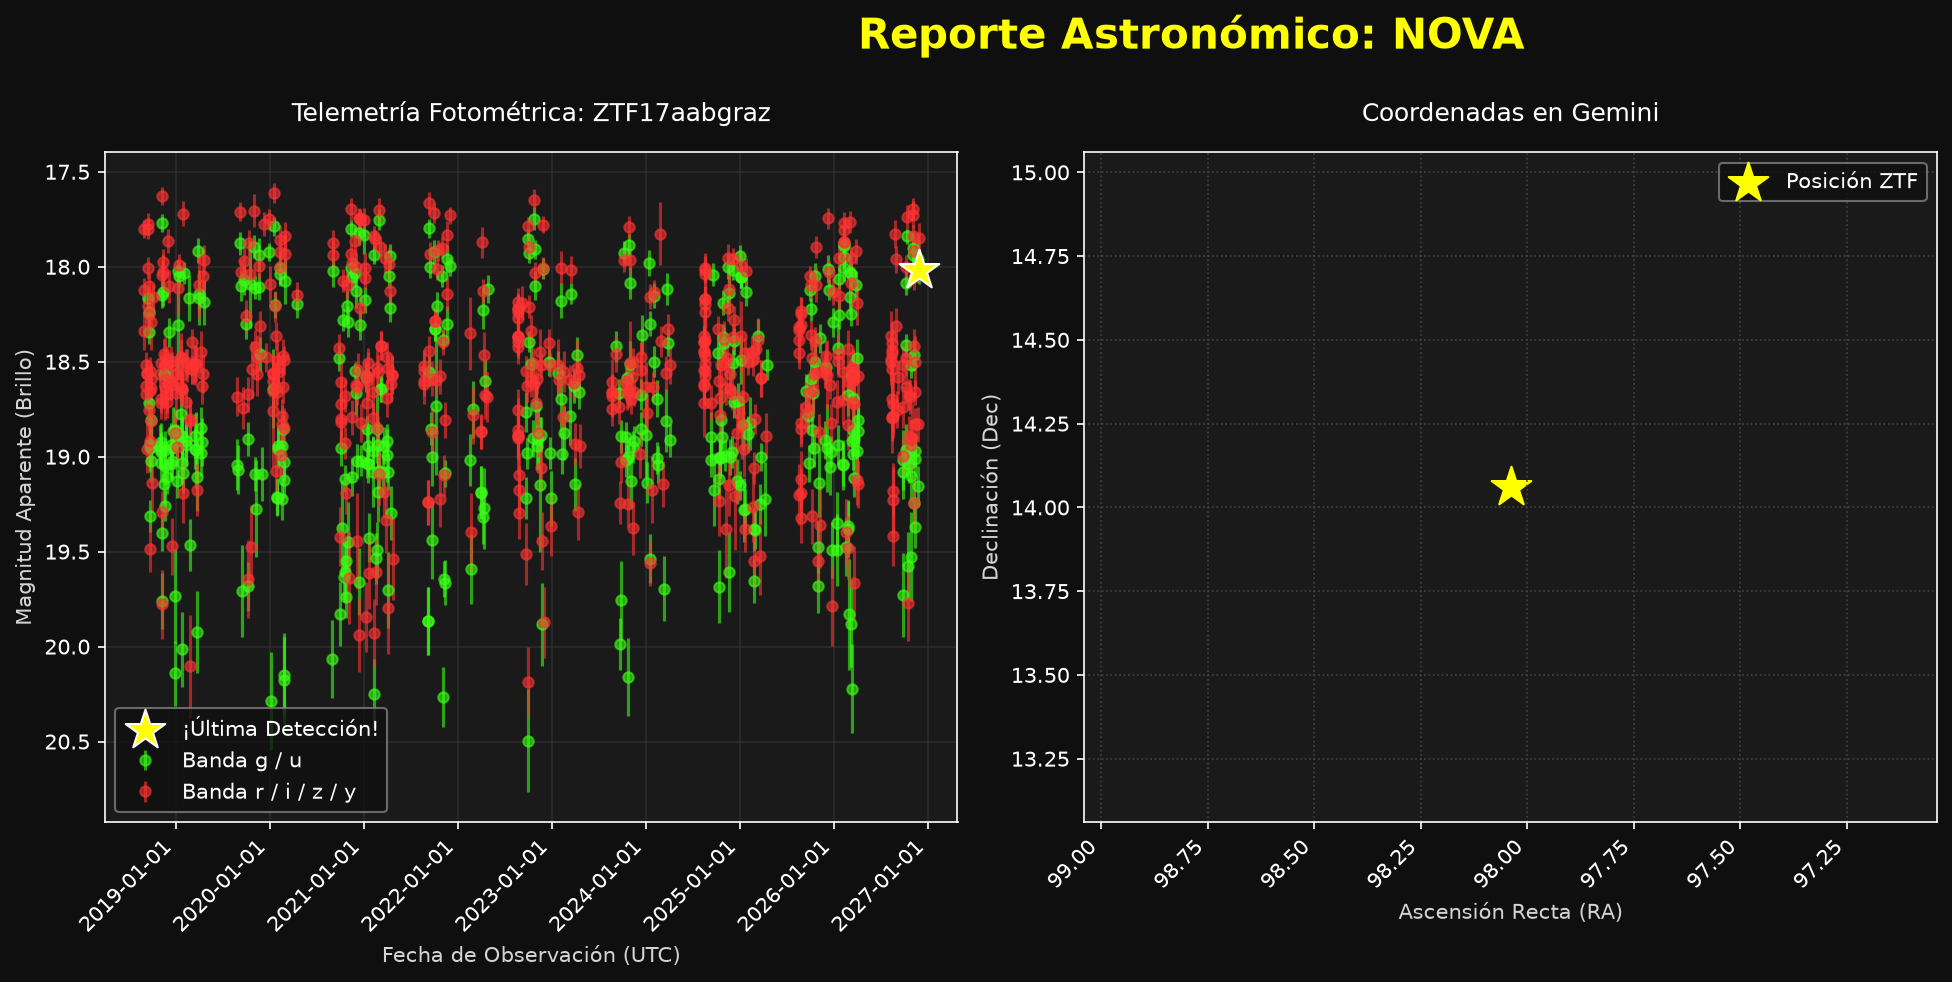 Reporte Astronómico: NOVA
Telemetría Fotométrica: ZTF17aabgraz
Magnitud Aparente (Brillo)
17.5
18.0
18.5
19.0
19.5
20.0
20.5
¡Última Detección!
Banda g / u
Banda r / i / z / y
2019-01-01
2020-01-01
2021-01-01
2022-01-01
2023-01-01
2024-01-01
2025-01-01
2026-01-01
2027-01-01
Fecha de Observación (UTC)
Coordenadas en Gemini
Posición ZTF
Declinación (Dec)
15.00
14.75
14.50
14.25
14.00
13.75
13.50
13.25
99.00
98.75
98.50
98.25
98.00
97.75
97.50
97.25
Ascensión Recta (RA)